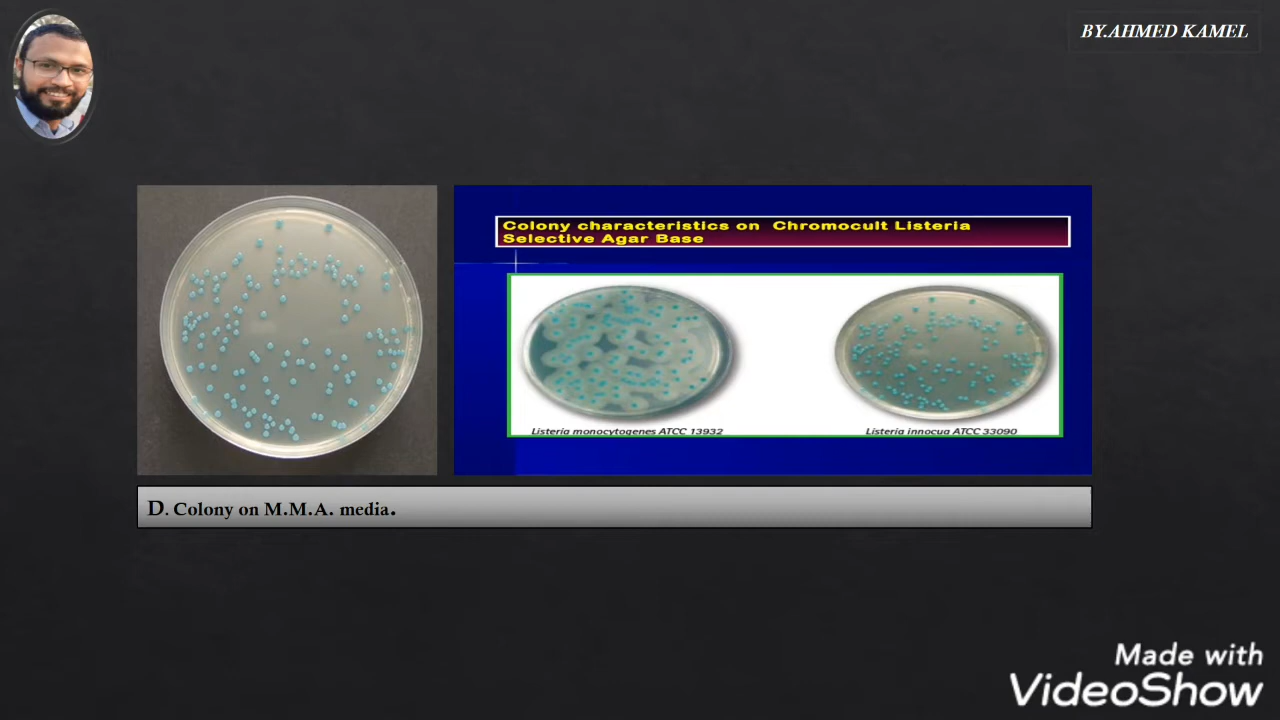 BY.AHMED KAMEL
Colony characteristics on Chromocult Listeria
Selective Agar Base
Listeria monocytogenes ATCC 13932
Listeria innocua ATCC 33090
D. Colony on M.M.A. media.
Made with
VideoShow